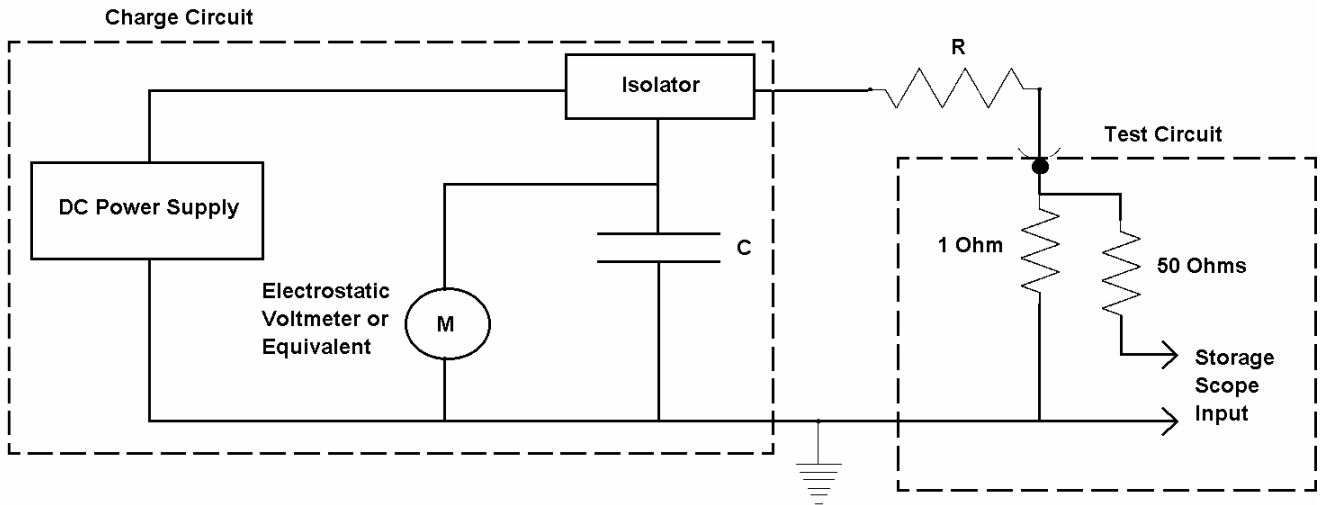 Charge Circuit
Isolator
R
Test Circuit
DC Power Supply
C
1 Ohm
50 Ohms
Electrostatic
Voltmeter or
Equivalent
M
Storage
Scope
Input